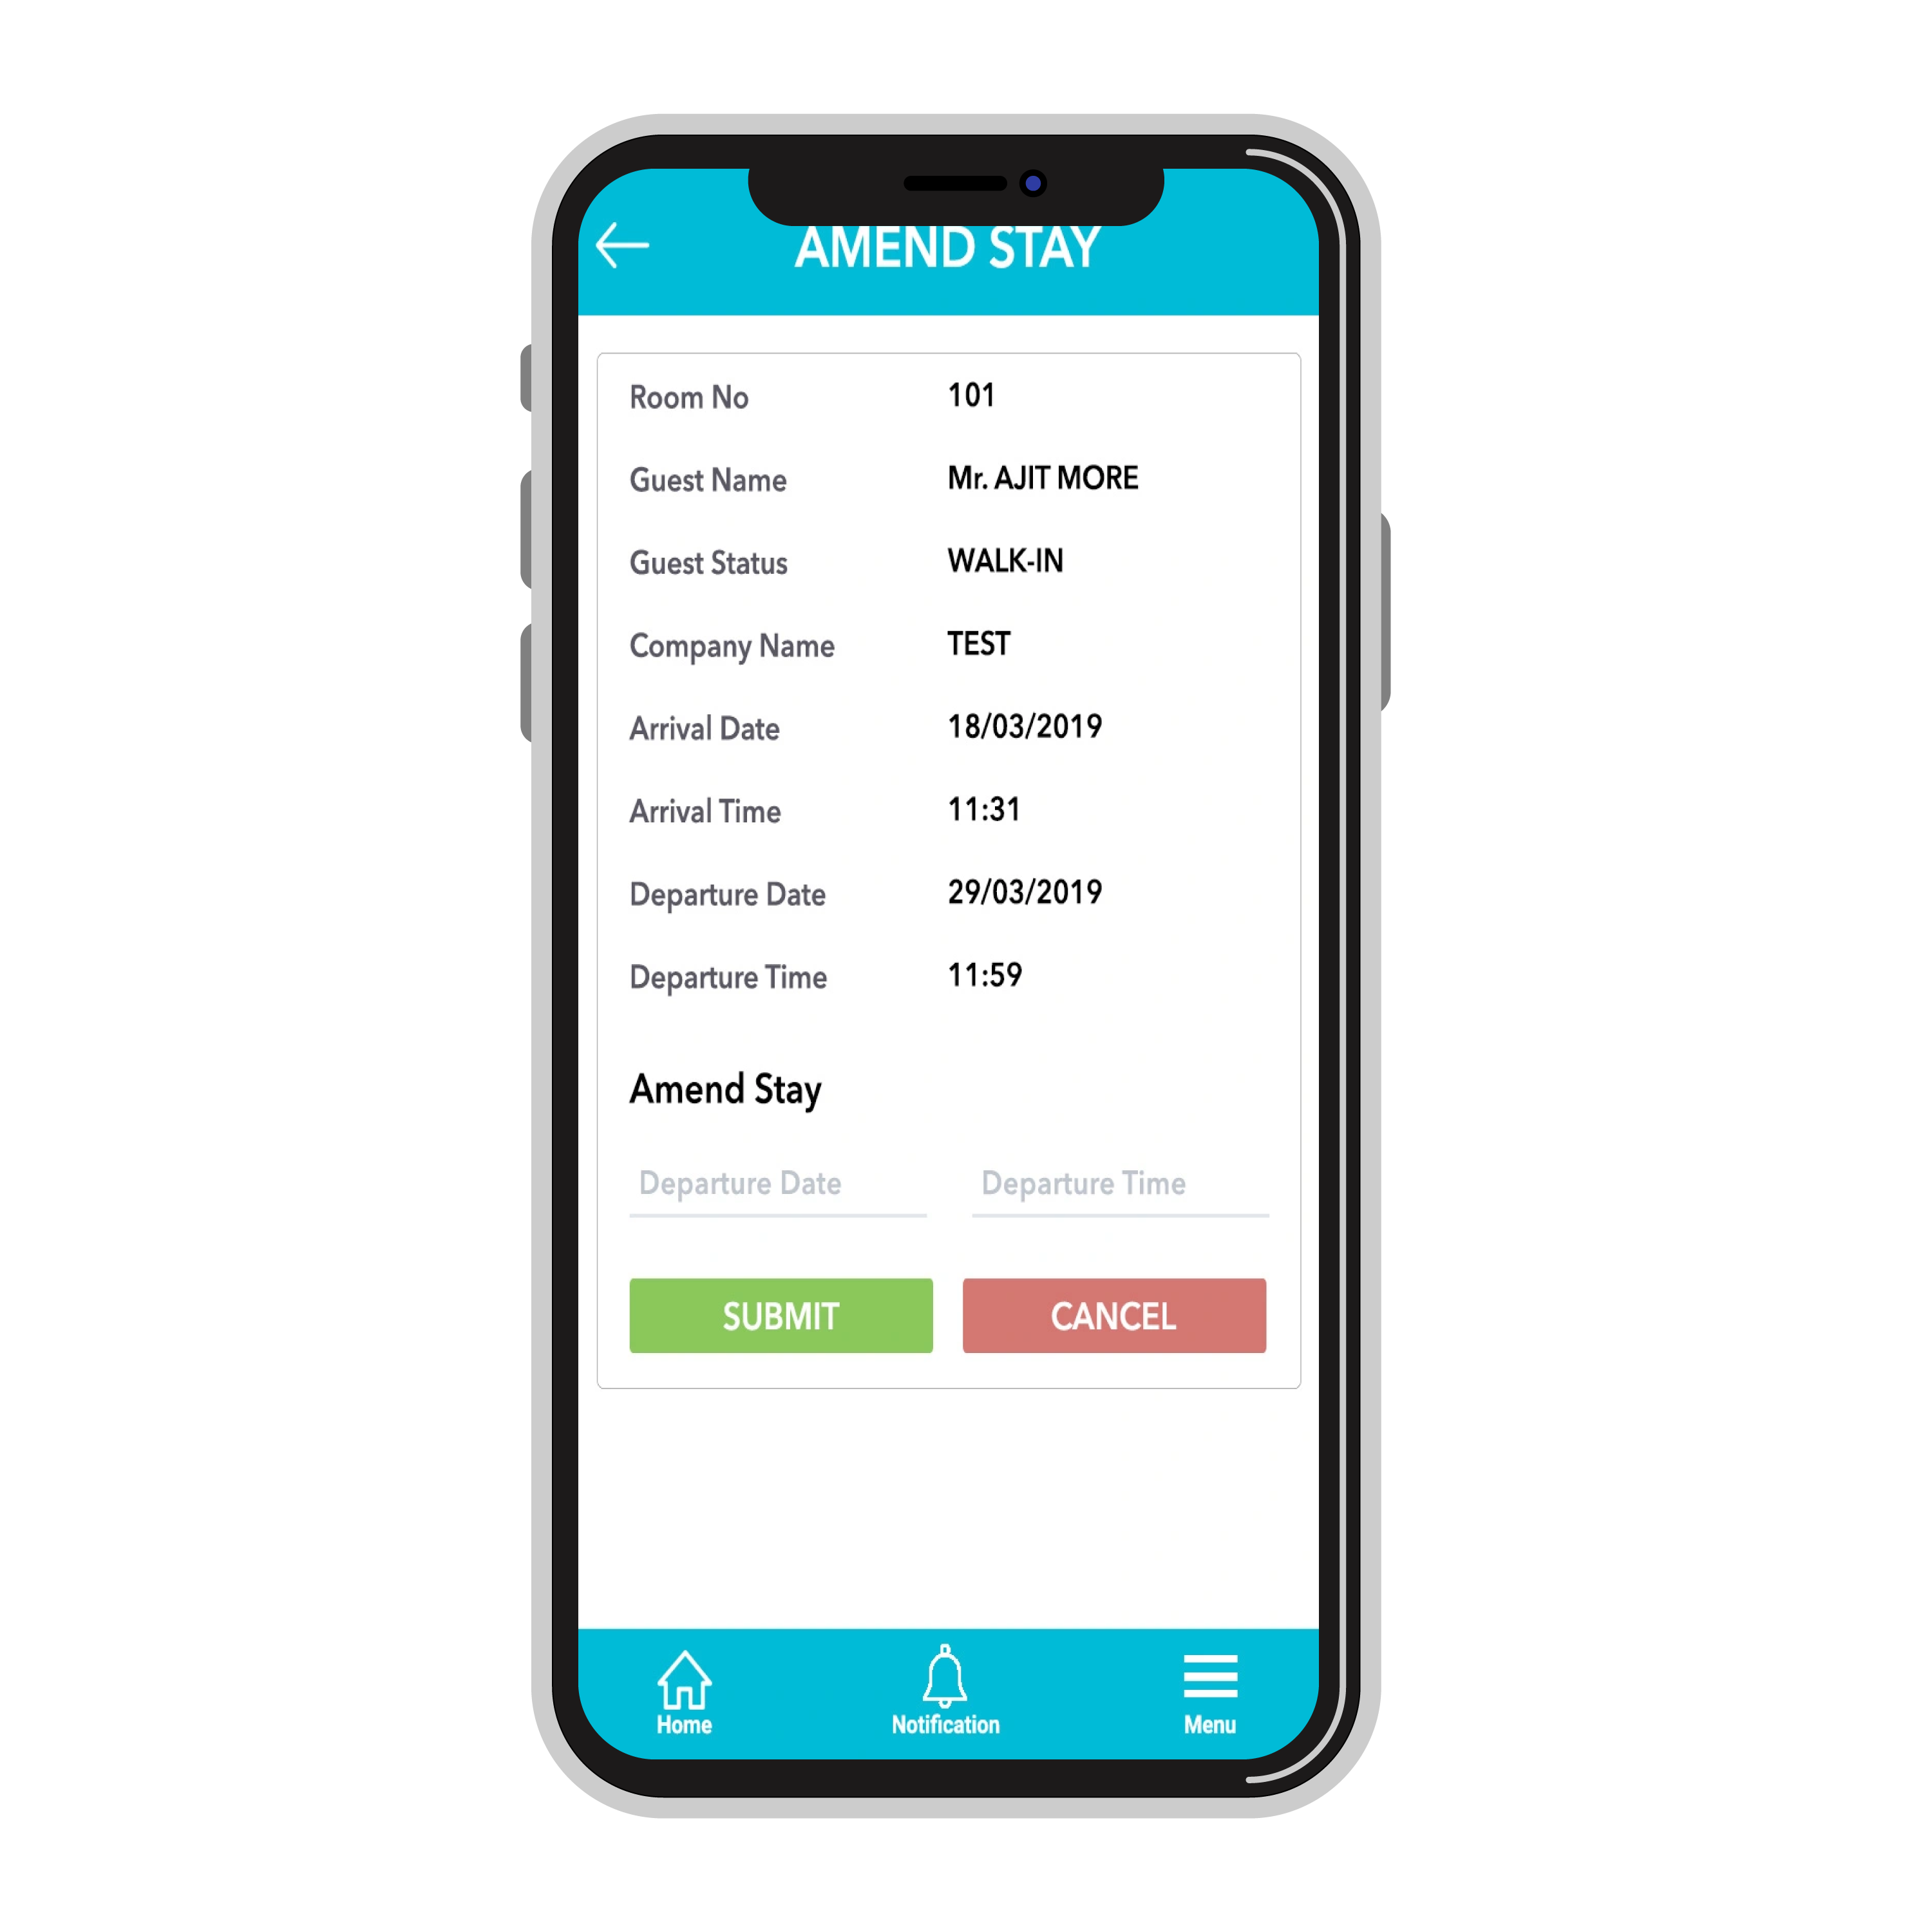 AMEND STAY
Room No 101
Guest Name Mr. AJIT MORE
Guest Status WALK-IN
Company Name TEST
Arrival Date 18/03/2019
Arrival Time 11:31
Departure Date 29/03/2019
Departure Time 11:59
Amend Stay
Departure Date Departure Time
SUBMIT CANCEL
Home Notification Menu